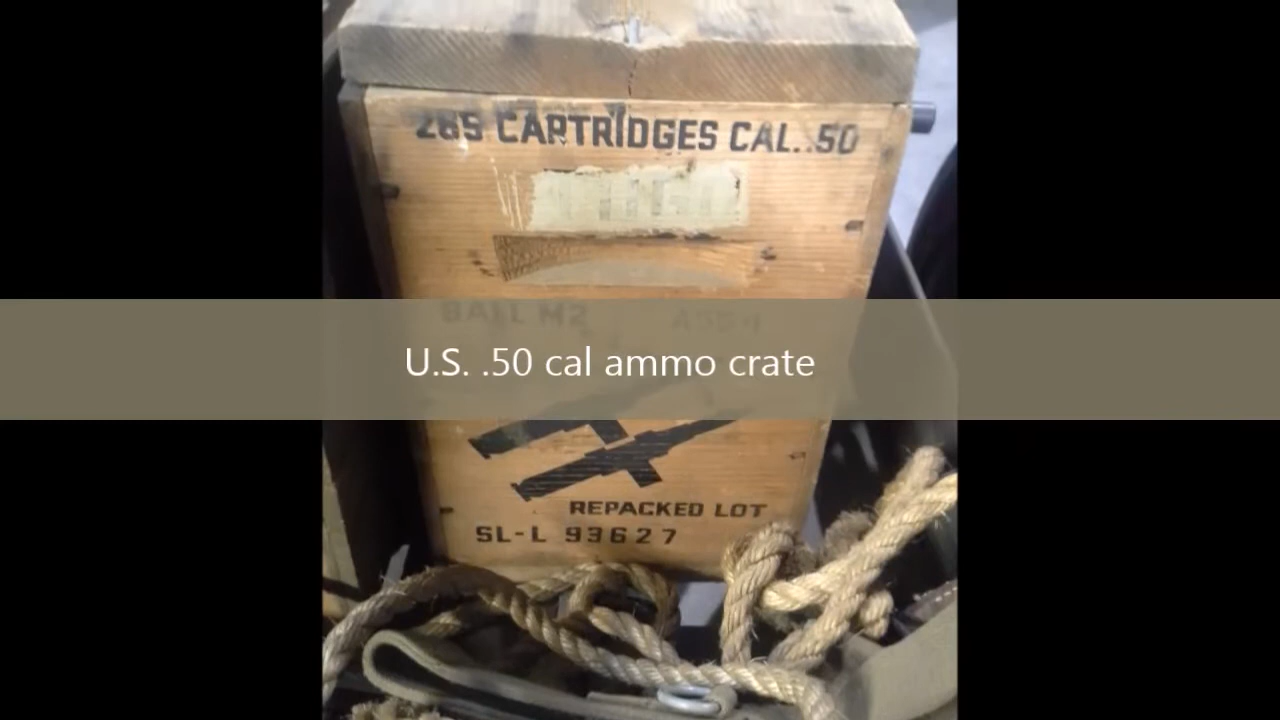 265 CARTRIDGES CAL..50
BALL M2
U.S. .50 cal ammo crate
REPACKED LOT
SL-L 93627